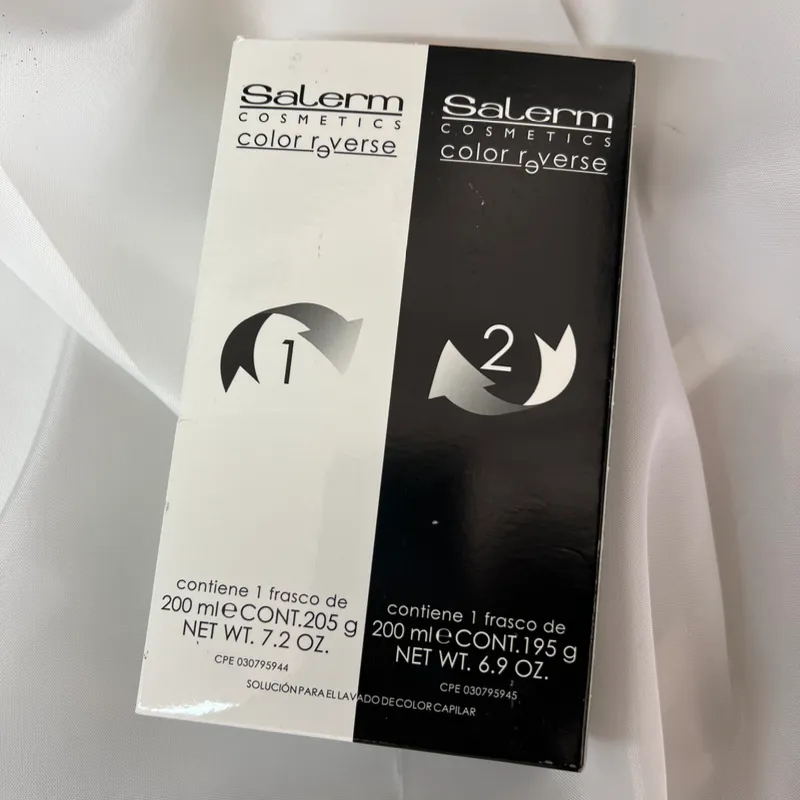 Salerm
COSMETICS
color reverse
1
contiene 1 frasco de
200 ml e CONT.205 g
NET WT. 7.2 OZ.
CPE 030795944
Salerm
COSMETICS
color reverse
2
contiene 1 frasco de
200 ml e CONT.195 g
NET WT. 6.9 OZ.
CPE 030795945
SOLUCIÓN PARA EL LAVADO DE COLOR CAPILAR